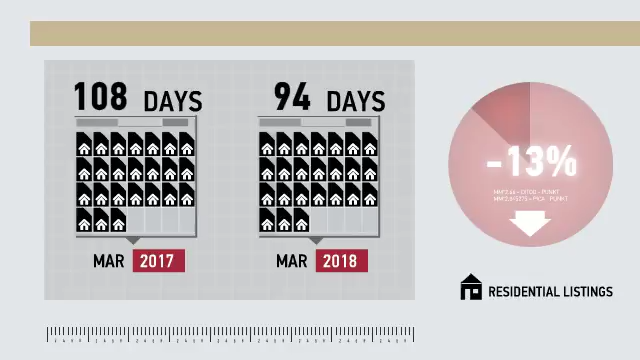 108 DAYS
94 DAYS
MAR 2017
MAR 2018
-13%
RESIDENTIAL LISTINGS